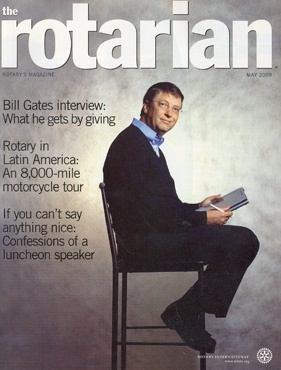 the
rotarian
ROTARY'S MAGAZINE
MAY 2009
Bill Gates interview:
What he gets by giving
Rotary in
Latin America:
An 8,000-mile
motorcycle tour
If you can't say
anything nice:
Confessions of a
luncheon speaker
ROTARY INTERNATIONAL
www.rotary.org